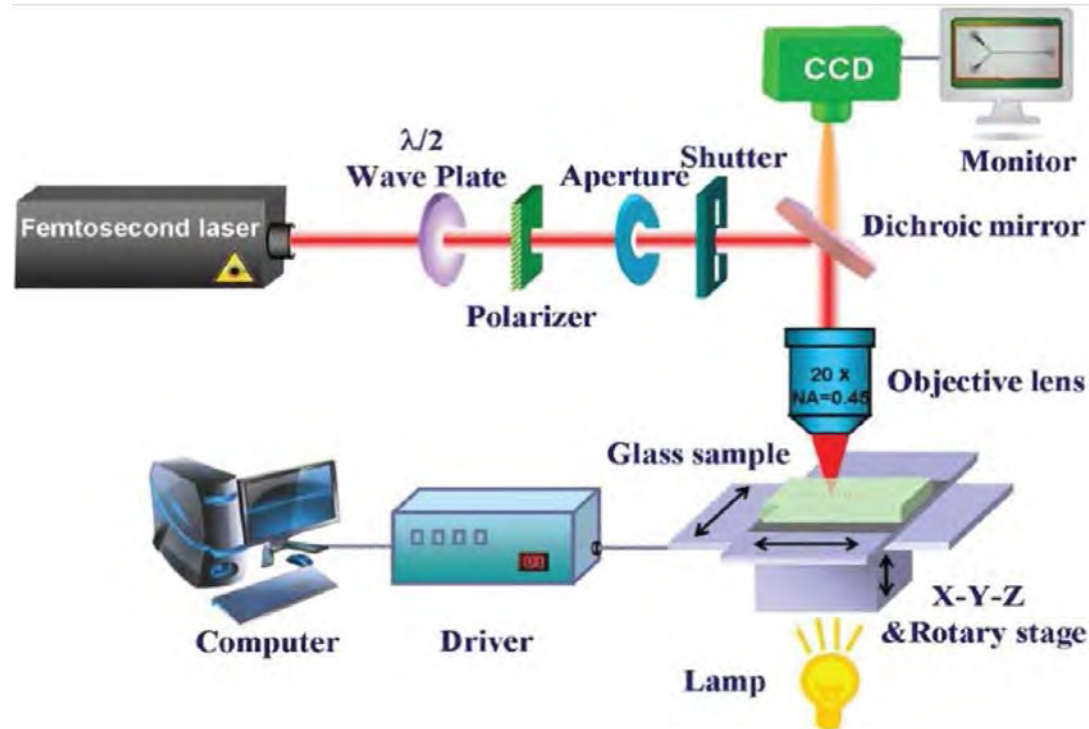 CCD
Monitor
λ/2
Wave Plate
Aperture
Shutter
Dichroic mirror
Femtosecond laser
Polarizer
20 x
NA=0.45
Objective lens
Glass sample
X-Y-Z
&Rotary stage
Computer
Driver
Lamp